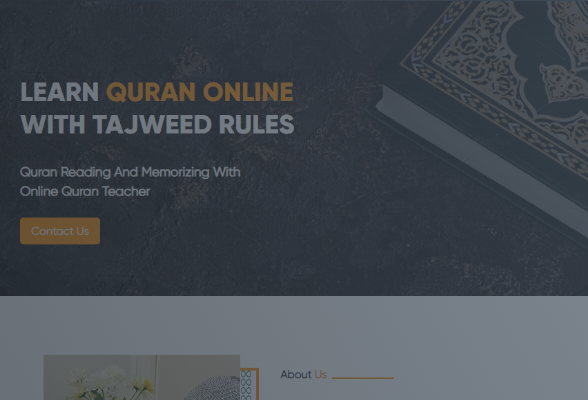 LEARN QURAN ONLINE
WITH TAJWEED RULES
Quran Reading And Memorizing With
Online Quran Teacher
Contact Us
About Us